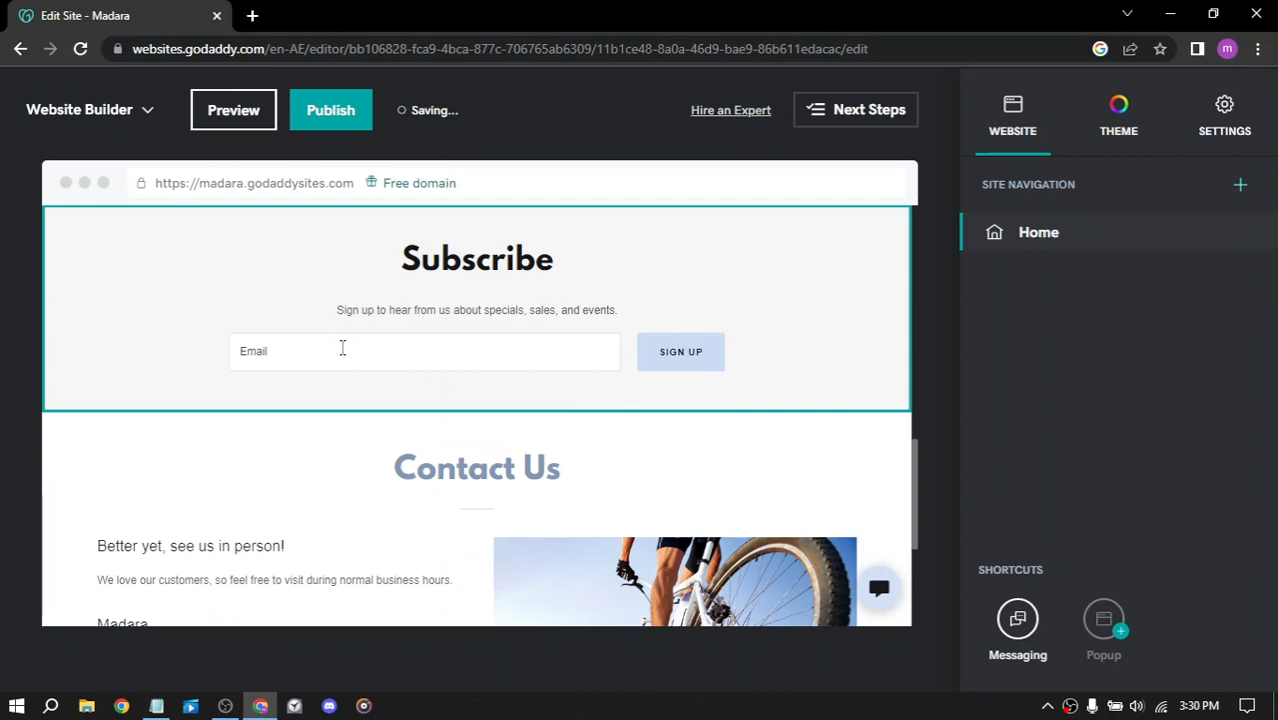 Edit Site - Madara
websites.godaddy.com/en-AE/editor/bb106828-fca9-4bca-877c-706765ab6309/11b1ce48-8a0a-46d9-bae9-86b611edacac/edit
m
Website Builder
Preview
Publish
Saving...
Hire an Expert
Next Steps
WEBSITE
THEME
SETTINGS
https://madara.godaddysites.com
Free domain
SITE NAVIGATION
Home
Subscribe
Sign up to hear from us about specials, sales, and events.
Email
SIGN UP
Contact Us
Better yet, see us in person!
We love our customers, so feel free to visit during normal business hours.
Madara
SHORTCUTS
Messaging
Popup
3:30 PM